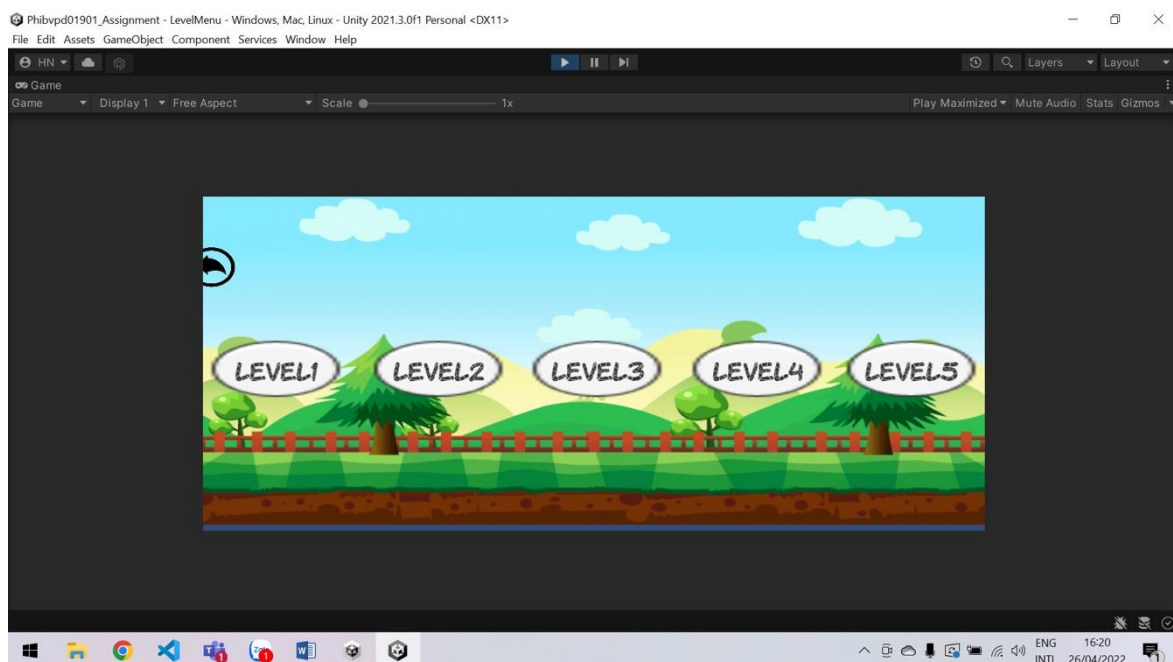 Phibvpd01901_Assignment - LevelMenu - Windows, Mac, Linux - Unity 2021.3.0f1 Personal <DX11>
File Edit Assets GameObject Component Services Window Help
HN Layers Layout
Game
Game Display 1 Free Aspect Scale 1x Play Maximized Mute Audio Stats Gizmos
LEVEL1 LEVEL2 LEVEL3 LEVEL4 LEVEL5
ENG 16:20
INTL 26/04/2022